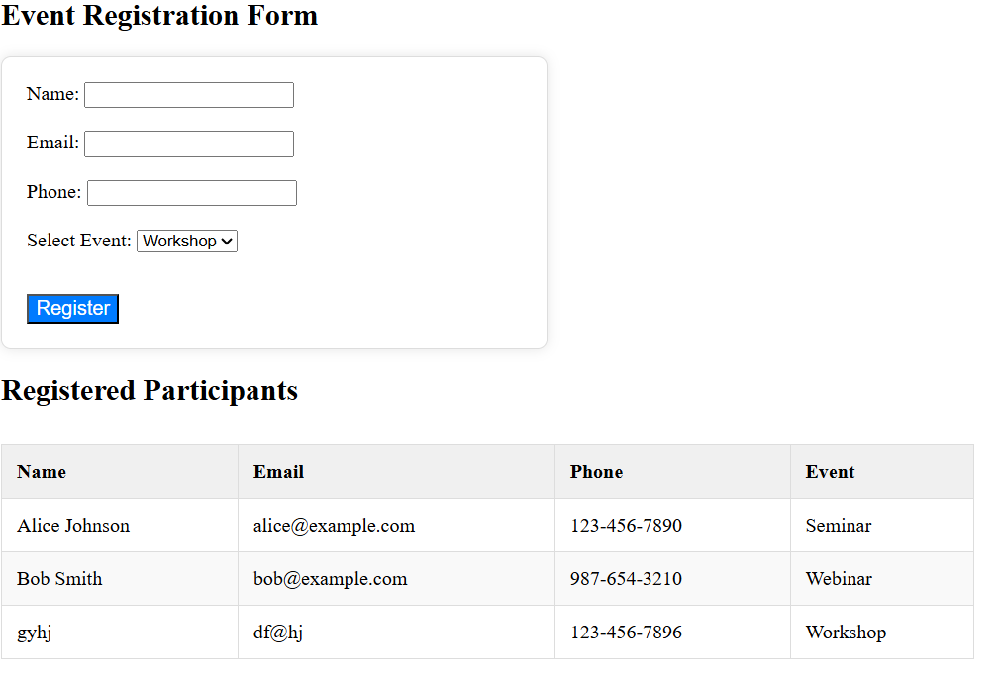 Event Registration Form
Name:
Email:
Phone:
Select Event: Workshop
Register
Registered Participants
Name Email Phone Event
Alice Johnson alice@example.com 123-456-7890 Seminar
Bob Smith bob@example.com 987-654-3210 Webinar
gyhj df@hj 123-456-7896 Workshop